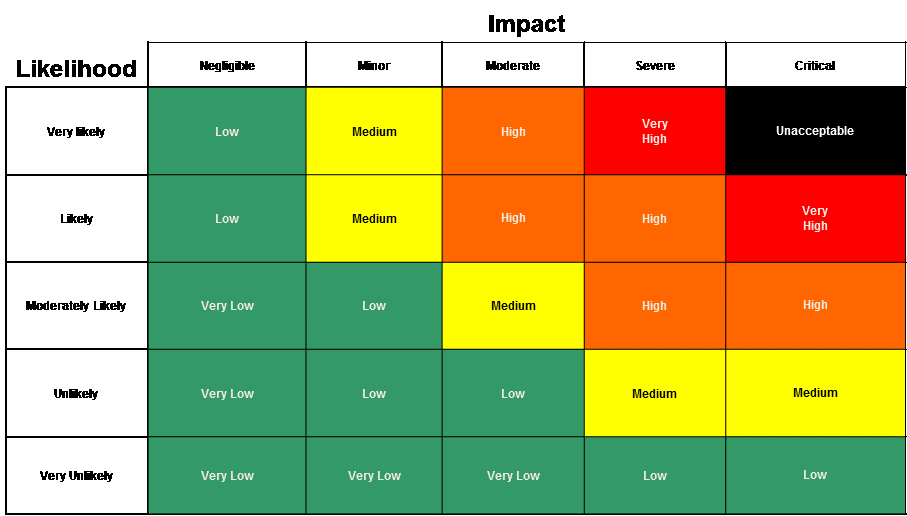 Impact
Likelihood
Negligible
Minor
Moderate
Severe
Critical
Very likely
Low
Medium
High
Very
High
Unacceptable
Likely
Low
Medium
High
High
Very
High
Moderately Likely
Very Low
Low
Medium
High
High
Unlikely
Very Low
Low
Low
Medium
Medium
Very Unlikely
Very Low
Very Low
Very Low
Low
Low